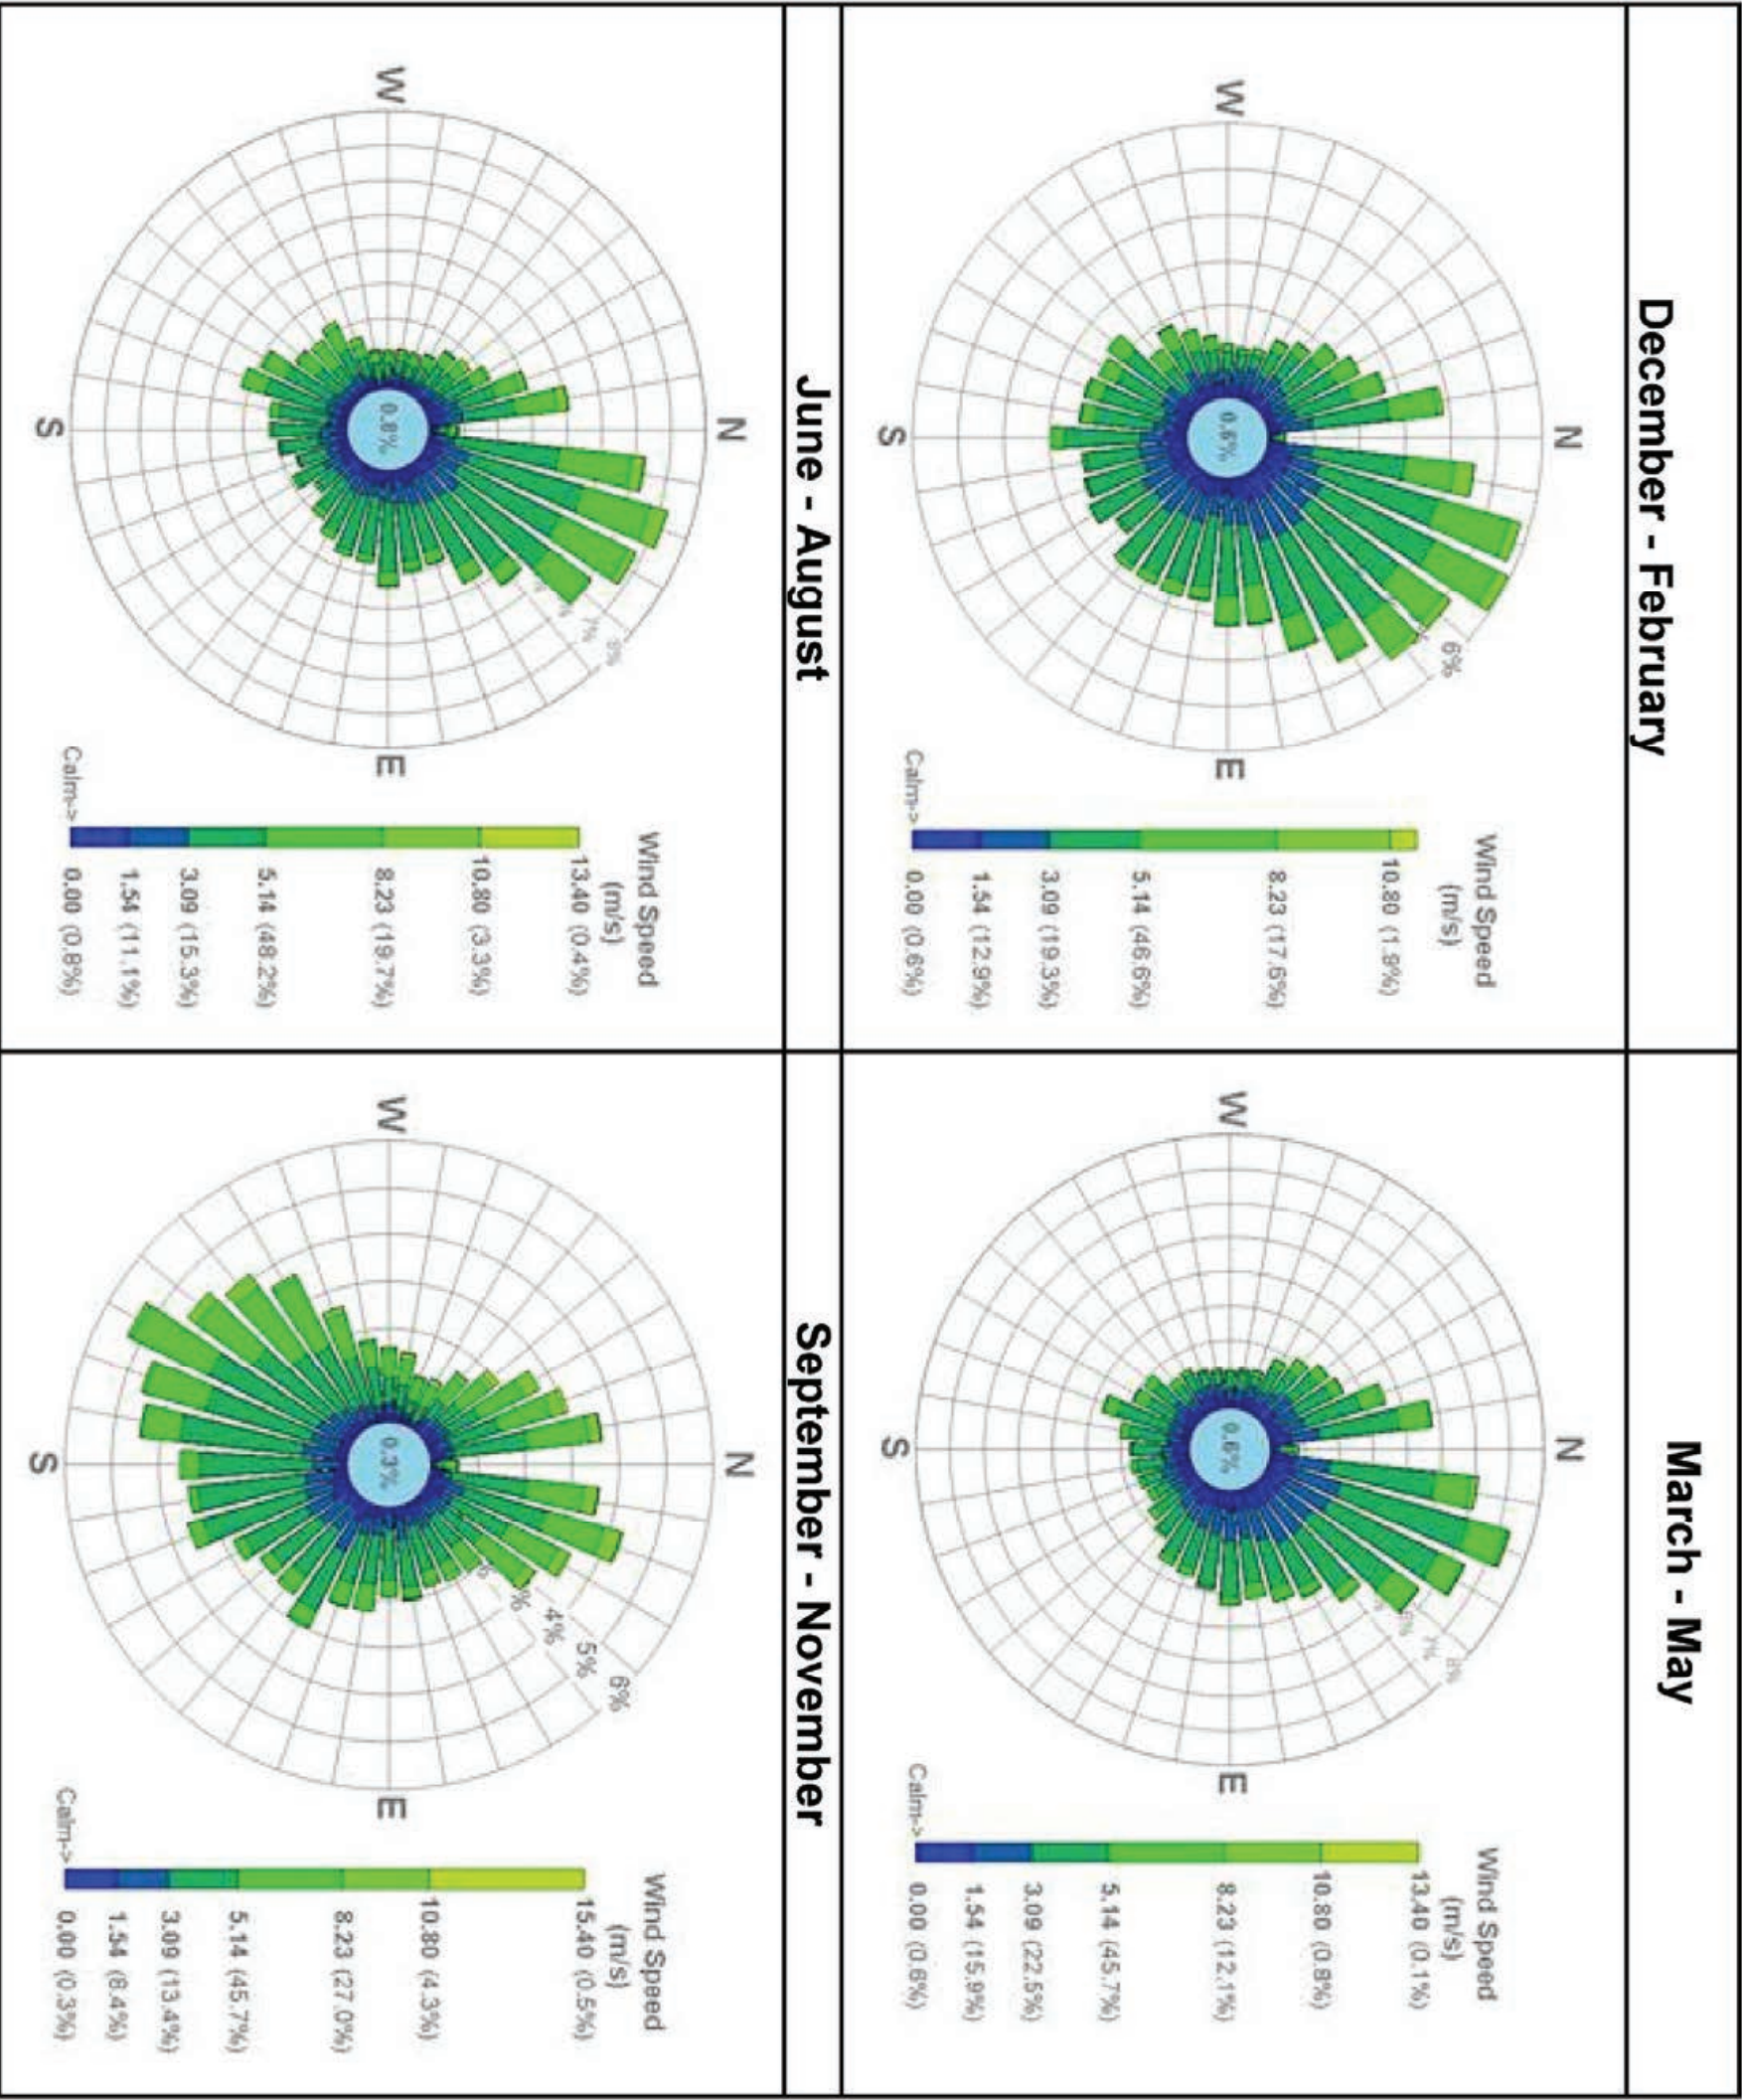 December - February
N
W
E
S
6%
0.6%
Wind Speed
(m/s)
10.80 (1.9%)
8.23 (17.6%)
5.14 (46.6%)
3.09 (19.3%)
1.54 (12.9%)
Calm-> 0.00 (0.6%)
March - May
N
W
E
S
8%
7%
0.6%
Wind Speed
(m/s)
13.40 (0.1%)
10.80 (0.8%)
8.23 (12.1%)
5.14 (45.7%)
3.09 (22.5%)
1.54 (15.9%)
Calm-> 0.00 (0.6%)
June - August
N
W
E
S
8%
7%
0.8%
Wind Speed
(m/s)
13.40 (0.4%)
10.80 (3.3%)
8.23 (19.7%)
5.14 (48.2%)
3.09 (15.3%)
1.54 (11.1%)
Calm-> 0.00 (0.8%)
September - November
N
W
E
S
6%
5%
4%
0.3%
Wind Speed
(m/s)
15.40 (0.5%)
10.80 (4.3%)
8.23 (27.0%)
5.14 (45.7%)
3.09 (13.4%)
1.54 (8.4%)
Calm-> 0.00 (0.3%)